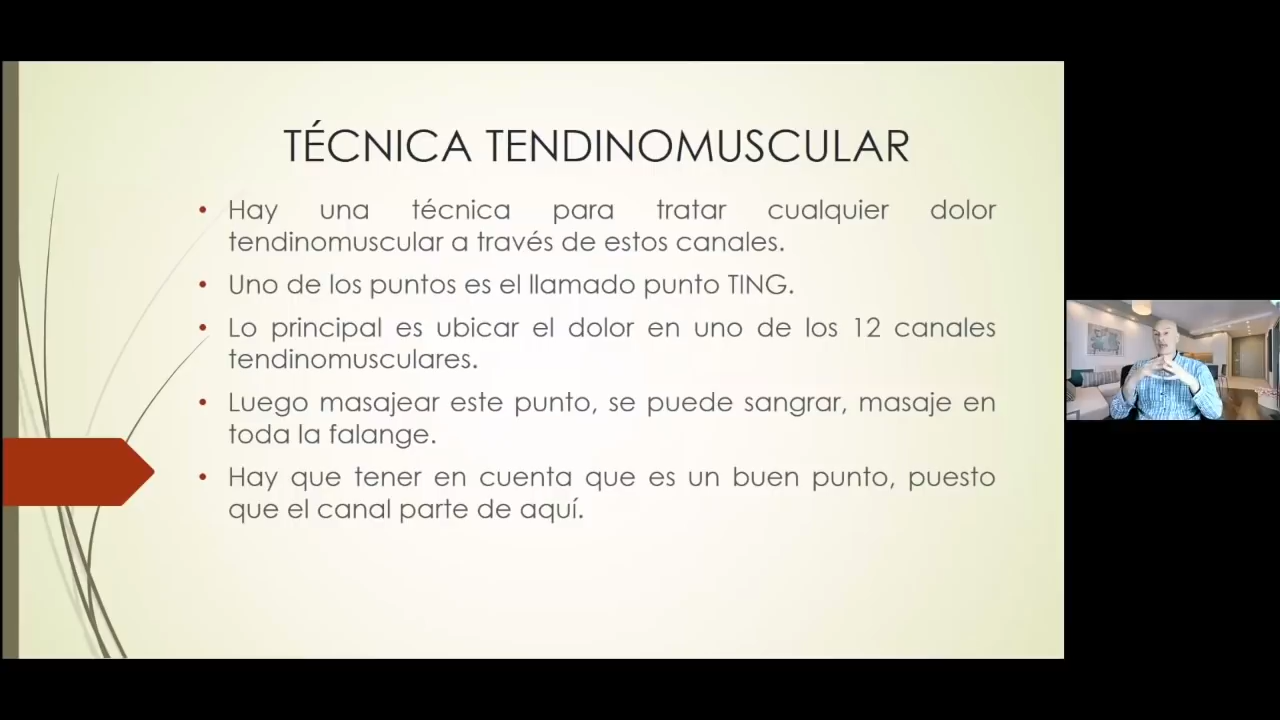 TÉCNICA TENDINOMUSCULAR
• Hay una técnica para tratar cualquier dolor
tendinomuscular a través de estos canales.
• Uno de los puntos es el llamado punto TING.
• Lo principal es ubicar el dolor en uno de los 12 canales
tendinomusculares.
• Luego masajear este punto, se puede sangrar, masaje en
toda la falange.
• Hay que tener en cuenta que es un buen punto, puesto
que el canal parte de aquí.